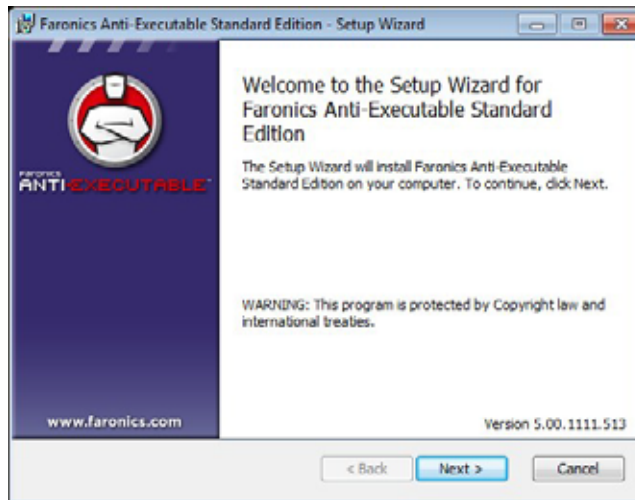 Faronics Anti-Executable Standard Edition - Setup Wizard
Welcome to the Setup Wizard for
Faronics Anti-Executable Standard
Edition
The Setup Wizard will install Faronics Anti-Executable
Standard Edition on your computer. To continue, click Next.
FARONICS
ANTI-EXECUTABLE
WARNING: This program is protected by Copyright law and
international treaties.
www.faronics.com
Version 5.00.1111.513
< Back
Next >
Cancel